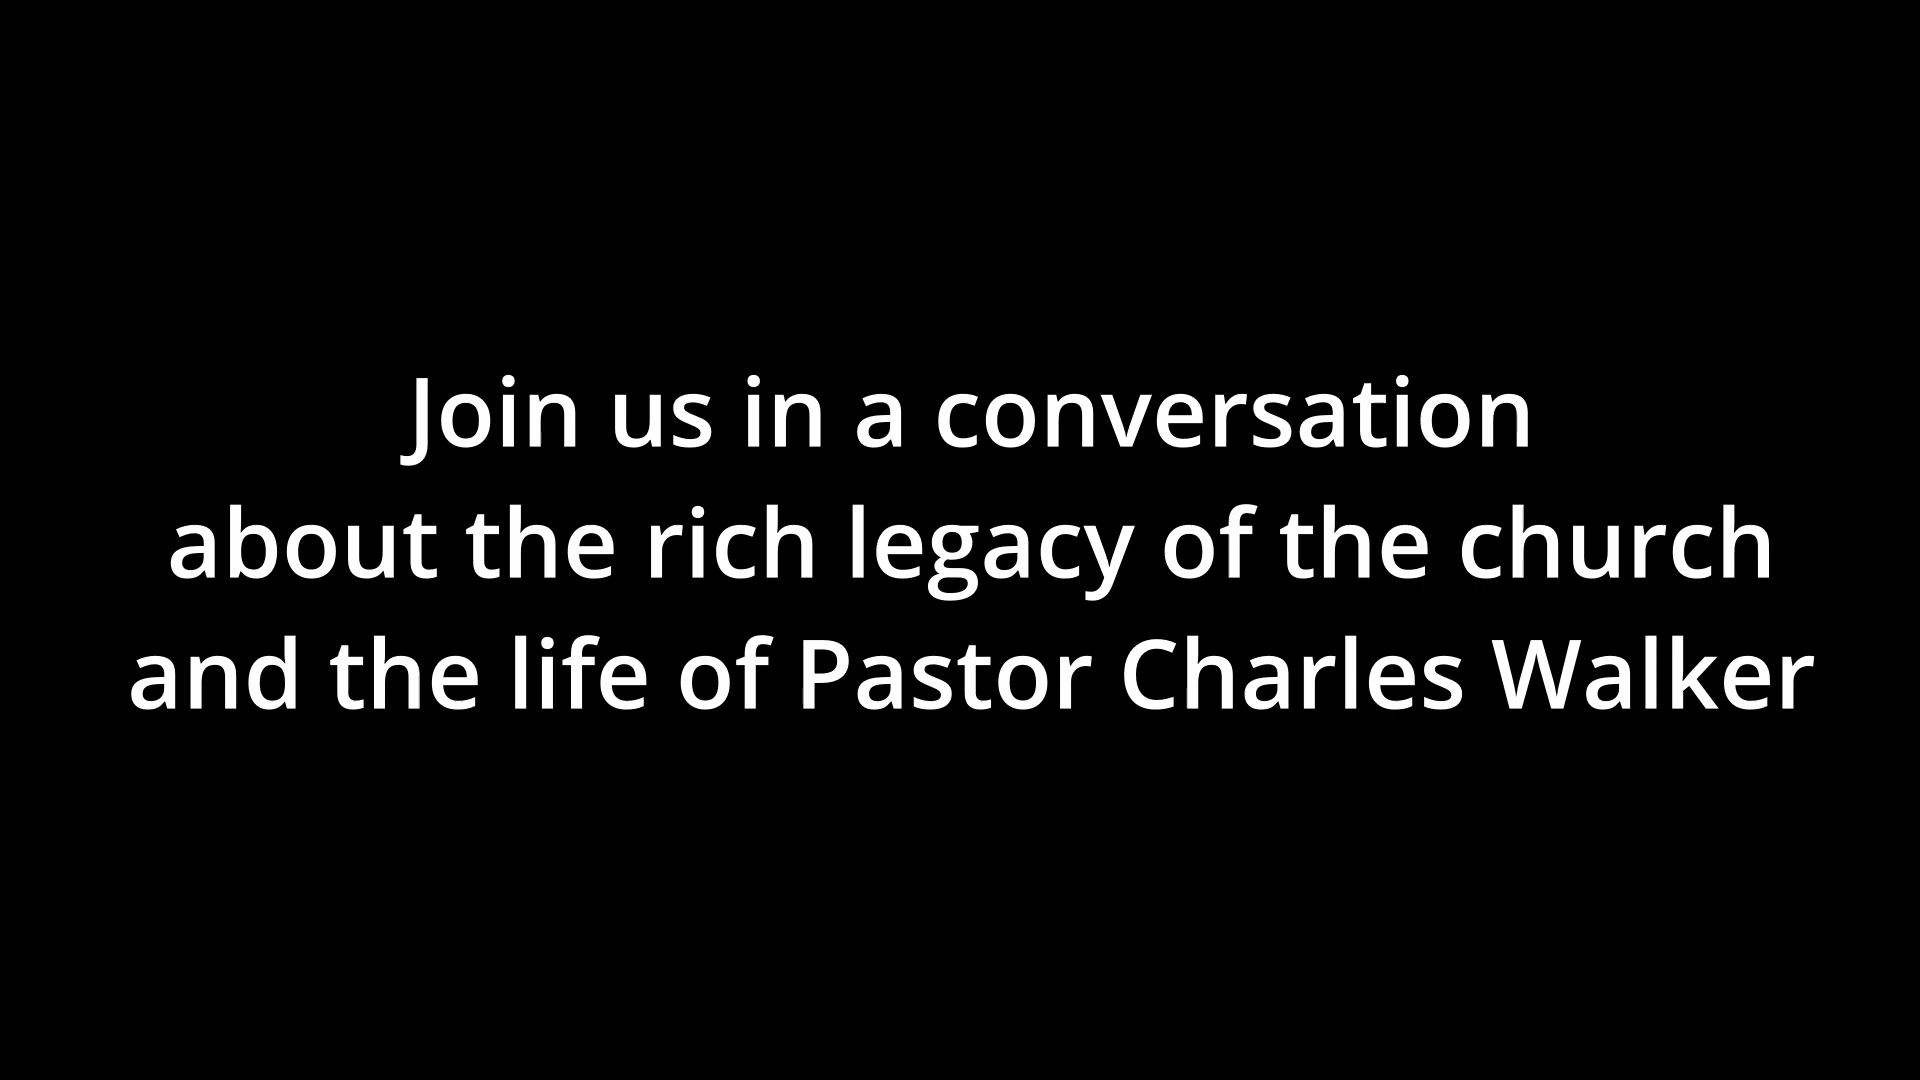 Join us in a conversation
about the rich legacy of the church
and the life of Pastor Charles Walker